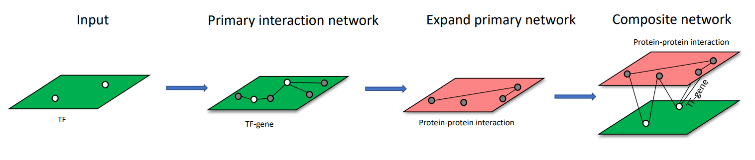 Input
Primary interaction network
Expand primary network
Composite network
Protein-protein interaction
TF-gene
TF
TF-gene
Protein-protein interaction